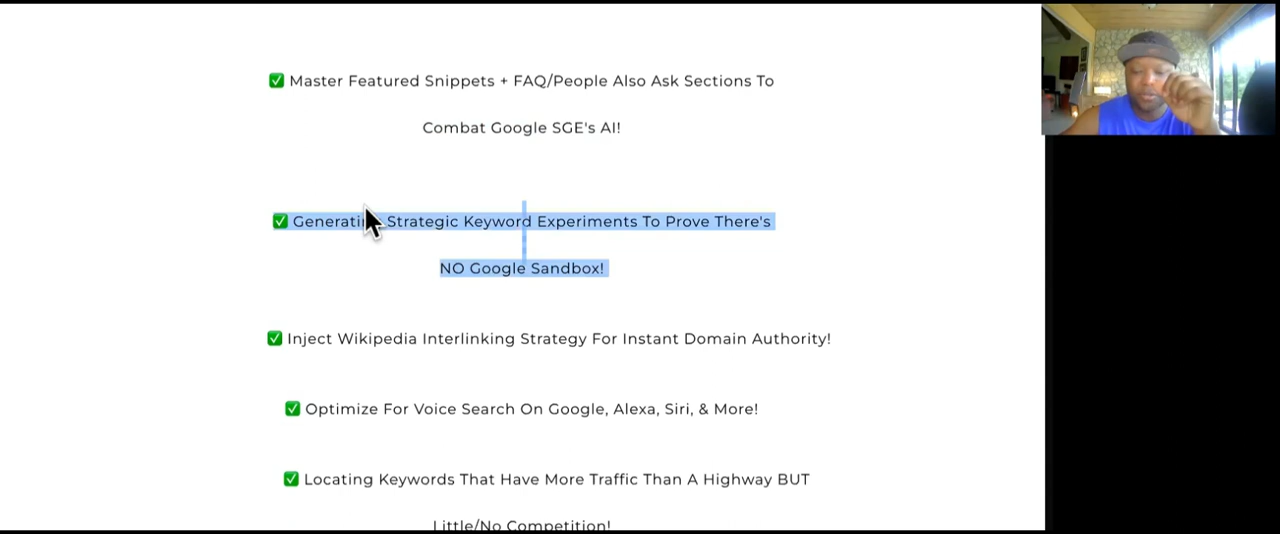 ✅ Master Featured Snippets + FAQ/People Also Ask Sections To
Combat Google SGE's AI!
✅ Generating Strategic Keyword Experiments To Prove There's
NO Google Sandbox!
✅ Inject Wikipedia Interlinking Strategy For Instant Domain Authority!
✅ Optimize For Voice Search On Google, Alexa, Siri, & More!
✅ Locating Keywords That Have More Traffic Than A Highway BUT
Little/No Competition!